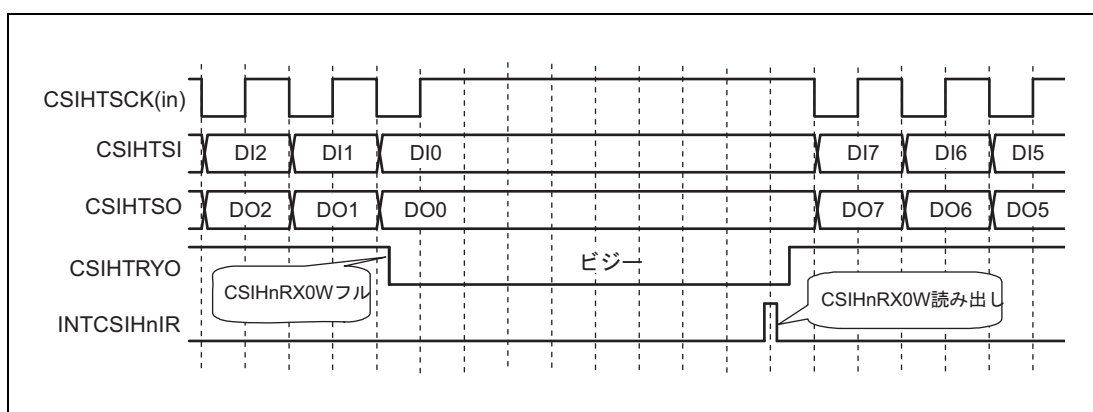 CSIHTSCK(in)
CSIHTSI DI2 DI1 DI0 DI7 DI6 DI5
CSIHTSO DO2 DO1 DO0 DO7 DO6 DO5
CSIHTRYO ビジー
CSIHnRX0Wフル
CSIHnRX0W読み出し
INTCSIHnIR